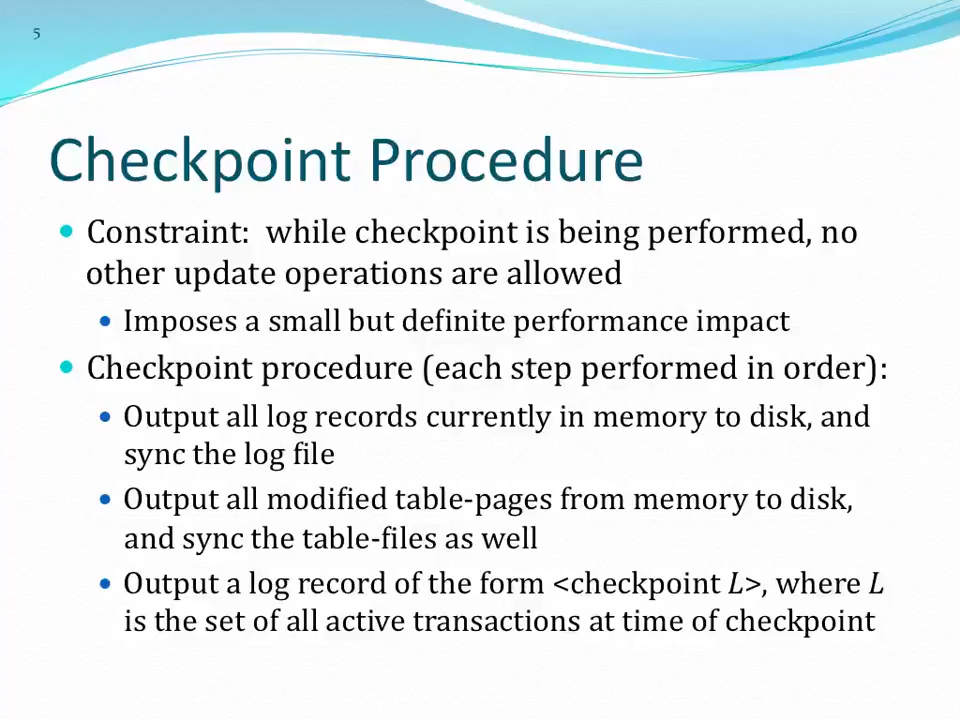 5
Checkpoint Procedure
• Constraint:  while checkpoint is being performed, no
other update operations are allowed
• Imposes a small but definite performance impact
• Checkpoint procedure (each step performed in order):
• Output all log records currently in memory to disk, and
sync the log file
• Output all modified table-pages from memory to disk,
and sync the table-files as well
• Output a log record of the form <checkpoint L>, where L
is the set of all active transactions at time of checkpoint